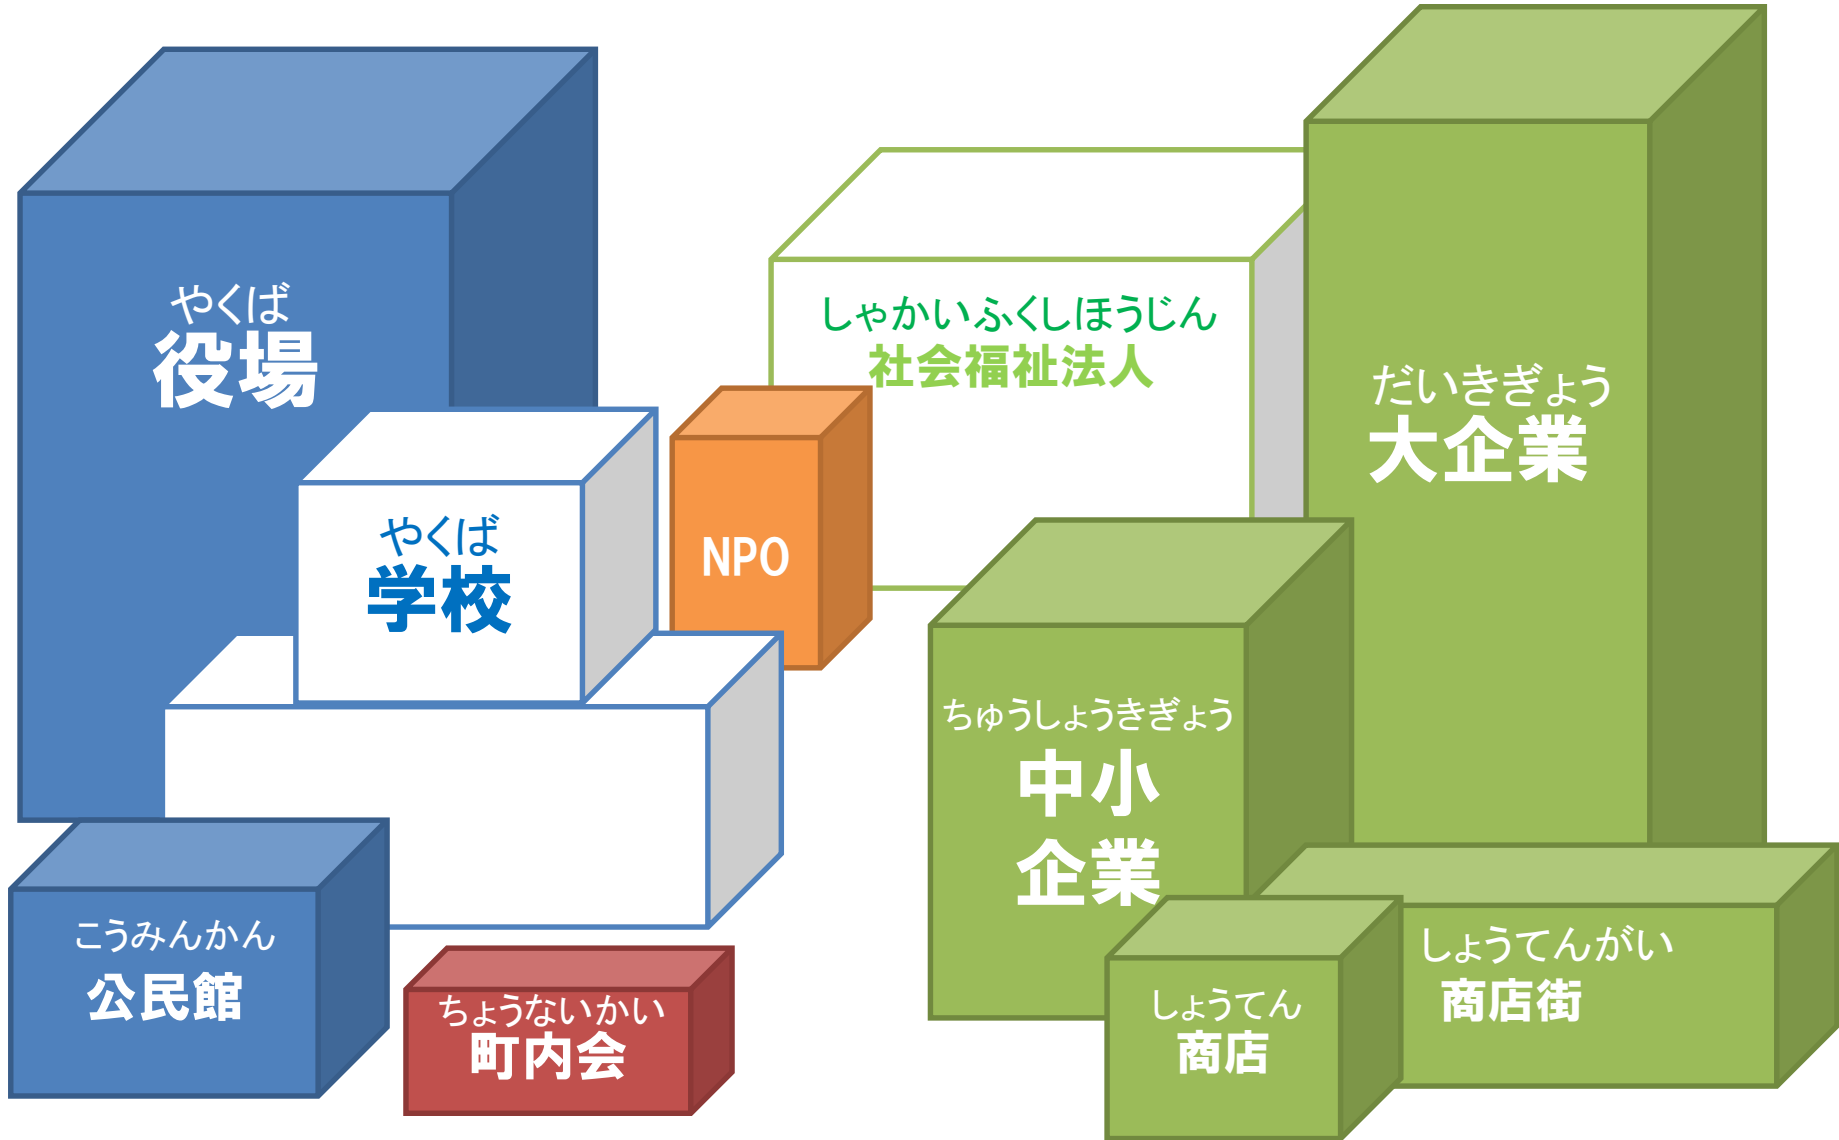 やくば
役場
やくば
学校
NPO
しゃかいふくしほうじん
社会福祉法人
だいきぎょう
大企業
ちゅうしょうきぎょう
中小
企業
こうみんかん
公民館
ちょうないかい
町内会
しょうてん
商店
しょうてんがい
商店街